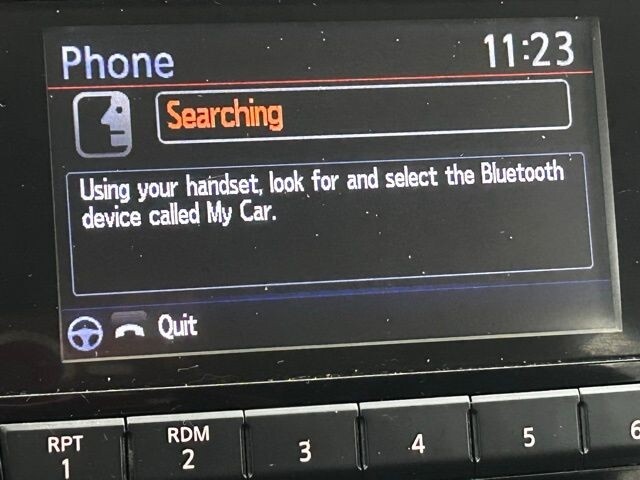 Phone 11:23
Searching
Using your handset, look for and select the Bluetooth
device called My Car.
Quit
RPT RDM
1 2 3 4 5 6